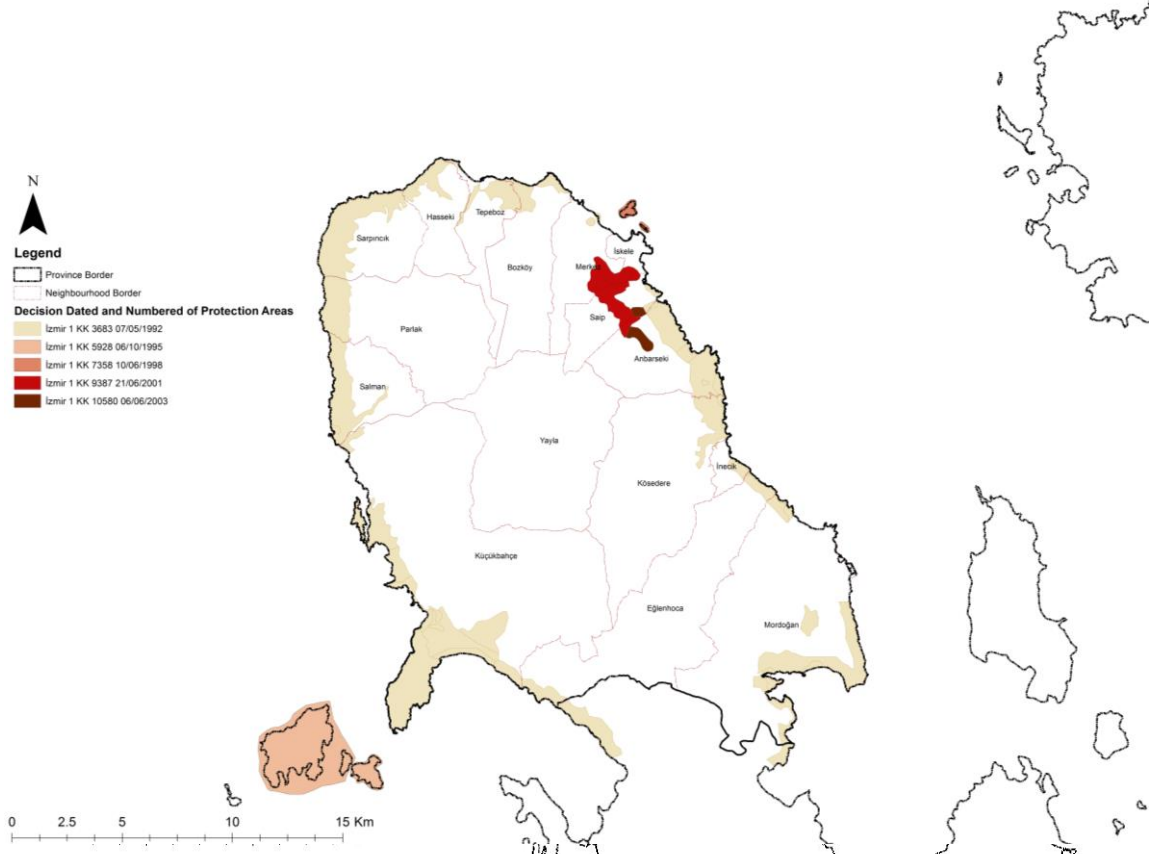 N
Legend
Province Border
Neighbourhood Border
Decision Dated and Numbered of Protection Areas
İzmir 1 KK 3683 07/05/1992
İzmir 1 KK 5928 06/10/1995
İzmir 1 KK 7358 10/06/1998
İzmir 1 KK 9387 21/06/2001
İzmir 1 KK 10580 06/06/2003
Hasseki
Tepeboz
Sarpıncık
İskele
Bozköy
Saip
Parlak
Anbarseki
Salman
Yayla
İnecik
Kösedere
Küçükbahçe
Eğlenhoca
Mordoğan
0 2.5 5 10 15 Km